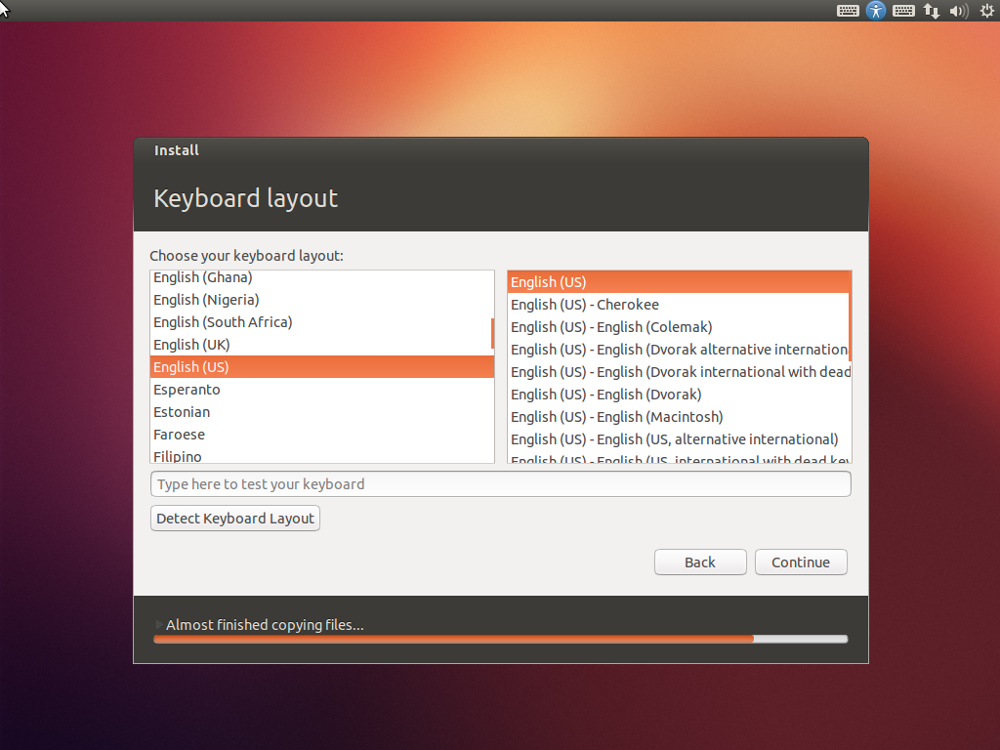 Install
Keyboard layout
Choose your keyboard layout:
English (Ghana)
English (Nigeria)
English (South Africa)
English (UK)
English (US)
Esperanto
Estonian
Faroese
Filipino
English (US)
English (US) - Cherokee
English (US) - English (Colemak)
English (US) - English (Dvorak alternative internation
English (US) - English (Dvorak international with dead
English (US) - English (Dvorak)
English (US) - English (Macintosh)
English (US) - English (US, alternative international)
English (US) - English (US, international with dead key
Type here to test your keyboard
Detect Keyboard Layout
Back
Continue
Almost finished copying files...